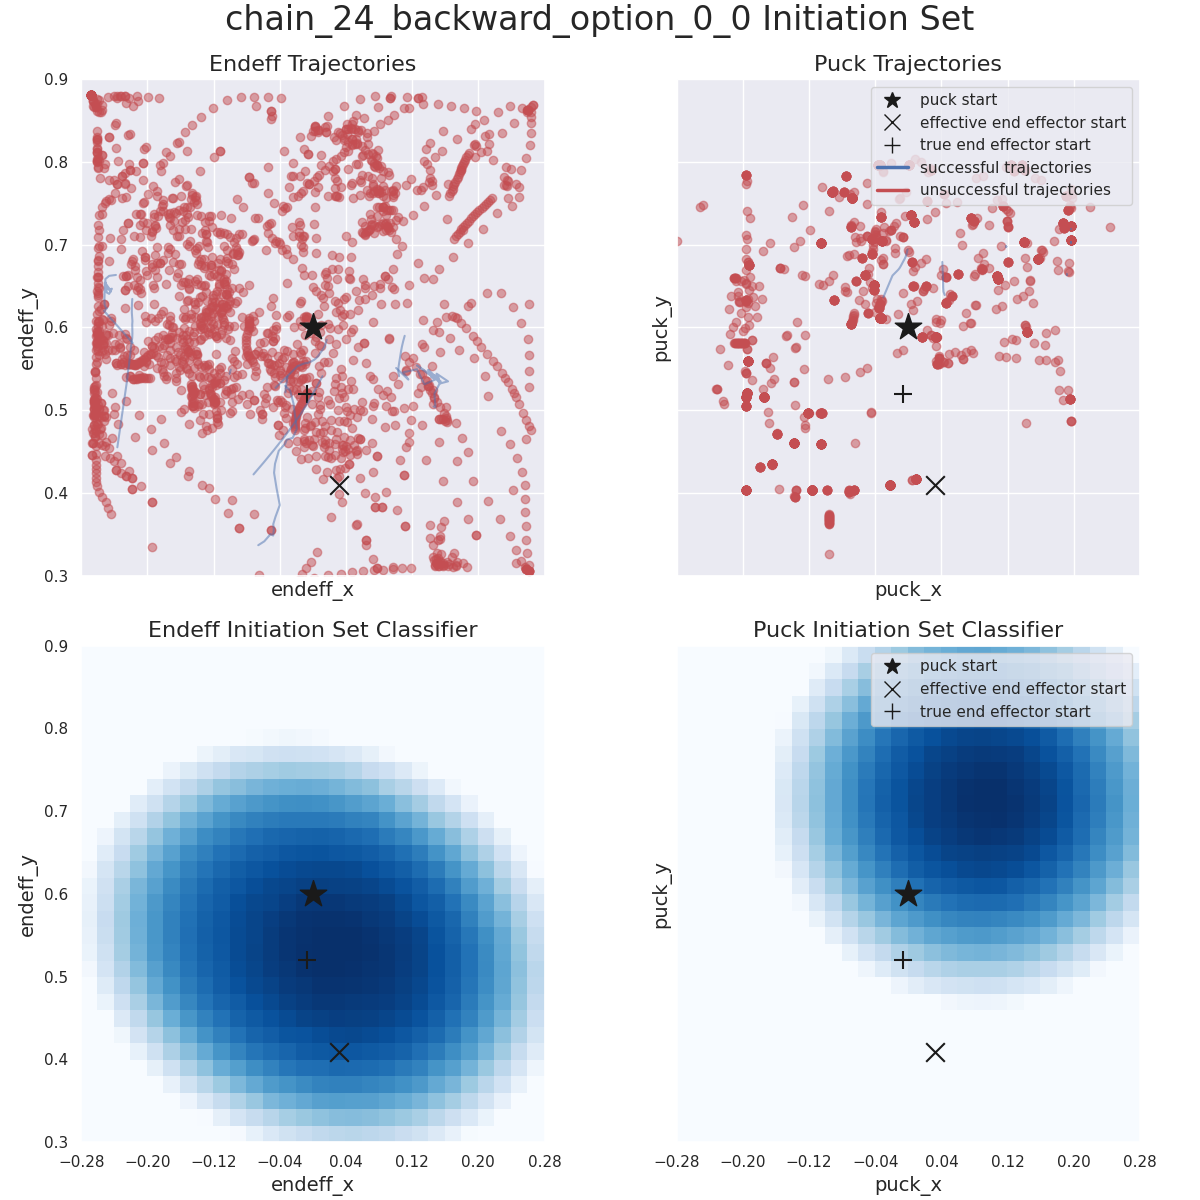 chain_24_backward_option_0_0 Initiation Set
Endeff Trajectories
0.9
0.8
0.7
0.6
0.5
0.4
0.3
endeff_y
endeff_x
Puck Trajectories
puck start
effective end effector start
true end effector start
successful trajectories
unsuccessful trajectories
puck_y
puck_x
Endeff Initiation Set Classifier
0.9
0.8
0.7
0.6
0.5
0.4
0.3
endeff_y
−0.28 −0.20 −0.12 −0.04 0.04 0.12 0.20 0.28
endeff_x
Puck Initiation Set Classifier
puck start
effective end effector start
true end effector start
puck_y
−0.28 −0.20 −0.12 −0.04 0.04 0.12 0.20 0.28
puck_x